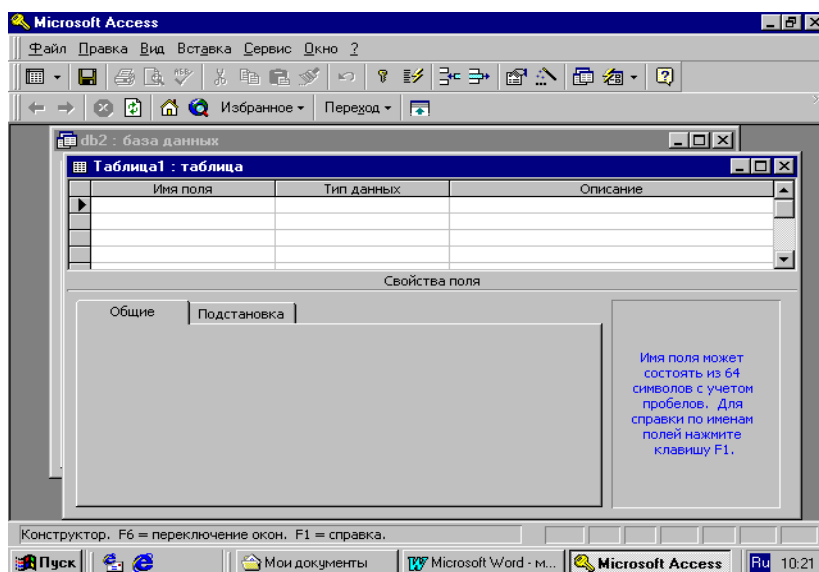 Microsoft Access
Файл Правка Вид Вставка Сервис Окно ?
Избранное Переход
db2 : база данных
Таблица1 : таблица
Имя поля Тип данных Описание
Свойства поля
Общие Подстановка
Имя поля может
состоять из 64
символов с учетом
пробелов. Для
справки по именам
полей нажмите
клавишу F1.
Конструктор. F6 = переключение окон. F1 = справка.
Пуск Мои документы Microsoft Word - м... Microsoft Access Ru 10:21